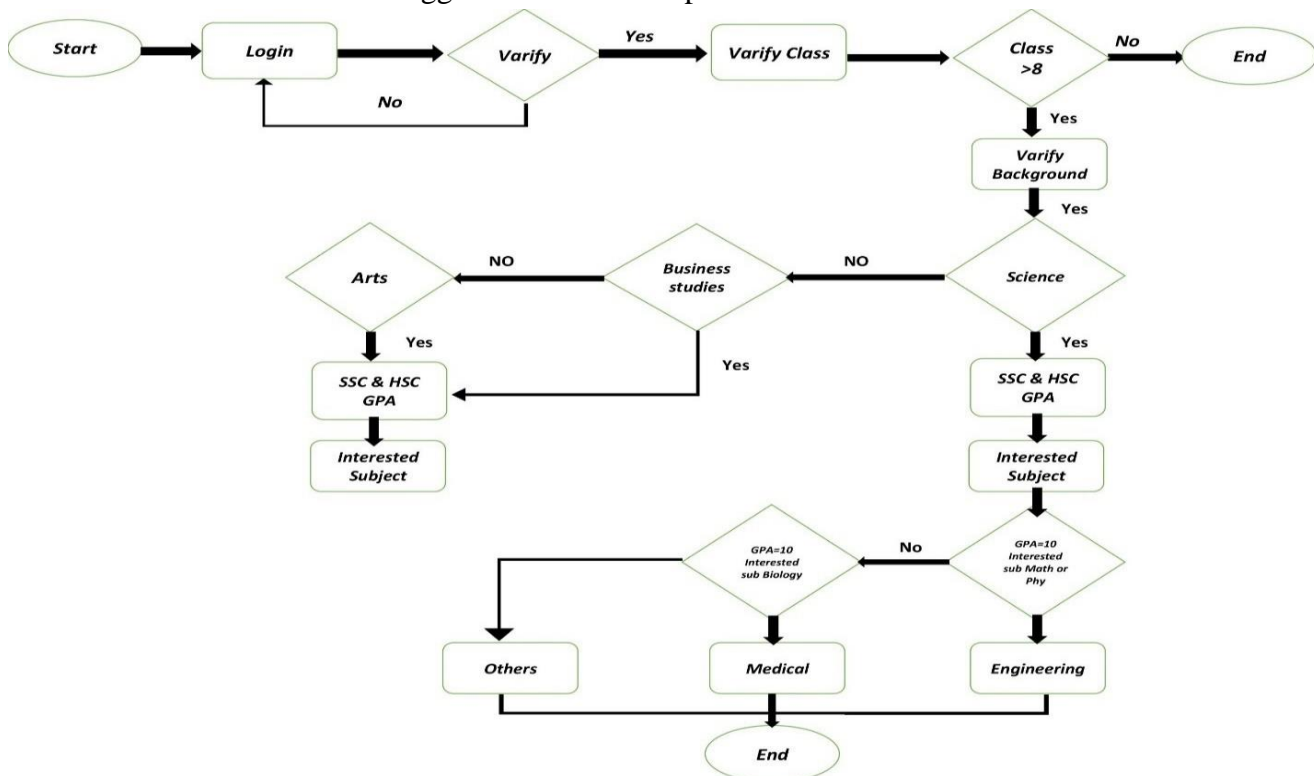 Start
Login
Varify
Yes
Varify Class
Class
>8
No
End
No
Yes
Varify
Background
Yes
Arts
NO
Business
studies
NO
Science
Yes
Yes
Yes
SSC & HSC
GPA
SSC & HSC
GPA
Interested
Subject
Interested
Subject
GPA=10
Interested
sub Biology
No
GPA=10
Interested
sub Math or
Phy
Others
Medical
Engineering
End